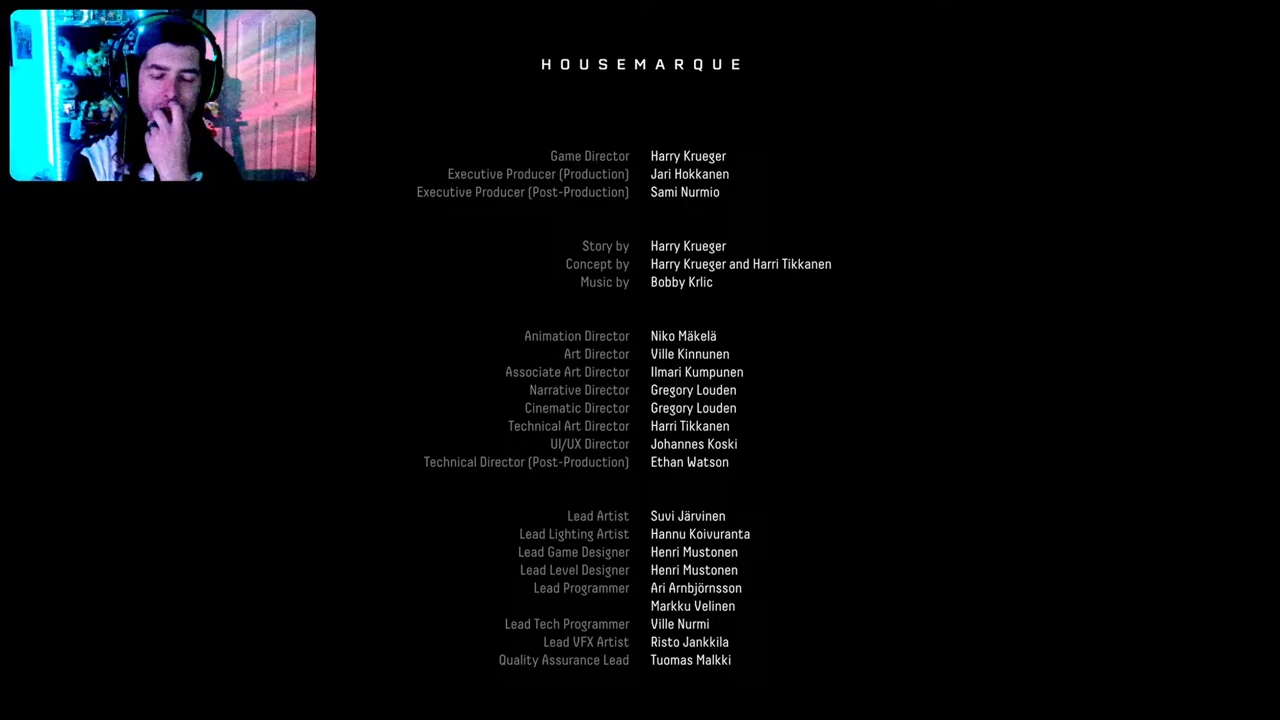 HOUSEMARQUE
Game Director Harry Krueger
Executive Producer (Production) Jari Hokkanen
Executive Producer (Post-Production) Sami Nurmio
Story by Harry Krueger
Concept by Harry Krueger and Harri Tikkanen
Music by Bobby Krlic
Animation Director Niko Mäkelä
Art Director Ville Kinnunen
Associate Art Director Ilmari Kumpunen
Narrative Director Gregory Louden
Cinematic Director Gregory Louden
Technical Art Director Harri Tikkanen
UI/UX Director Johannes Koski
Technical Director (Post-Production) Ethan Watson
Lead Artist Suvi Järvinen
Lead Lighting Artist Hannu Koivuranta
Lead Game Designer Henri Mustonen
Lead Level Designer Henri Mustonen
Lead Programmer Ari Arnbjörnsson
Markku Velinen
Lead Tech Programmer Ville Nurmi
Lead VFX Artist Risto Jankkila
Quality Assurance Lead Tuomas Malkki